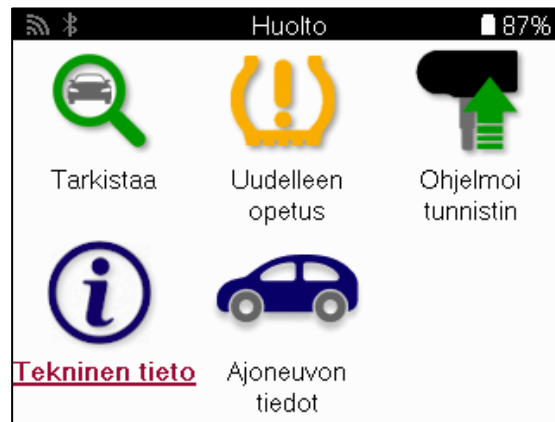 Huolto 87%
Tarkistaa Uudelleen Ohjelmoi
opetus tunnistin
Tekninen tieto Ajoneuvon
tiedot